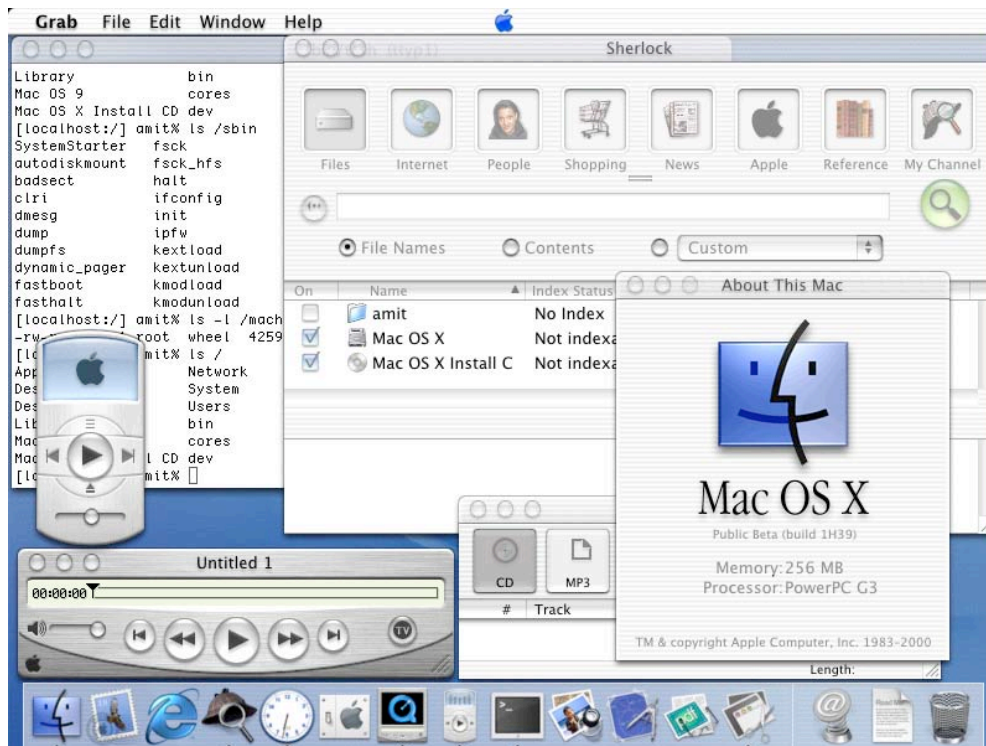 Grab File Edit Window Help
Library bin
Mac OS 9 cores
Mac OS X Install CD dev
[localhost:/] amit% ls /sbin
SystemStarter fsck
autodiskmount fsck_hfs
badsect halt
clri ifconfig
dmesg init
dump ipfw
dumpfs kextload
dynamic_pager kextunload
fastboot kmodload
fasthalt kmodunload
[localhost:/] amit% ls -l /mach
root wheel 4259
mit% ls /
Network
System
Users
bin
cores
CD dev
mit%
Sherlock
Files Internet People Shopping News Apple Reference My Channel
File Names Contents Custom
On Name Index Status
amit No Index
Mac OS X Not indexa
Mac OS X Install C Not indexa
About This Mac
Mac OS X
Public Beta (build 1H39)
Memory: 256 MB
Processor: PowerPC G3
TM & copyright Apple Computer, Inc. 1983-2000
CD MP3
# Track
Length:
Untitled 1
00:00:00
TV
pdf